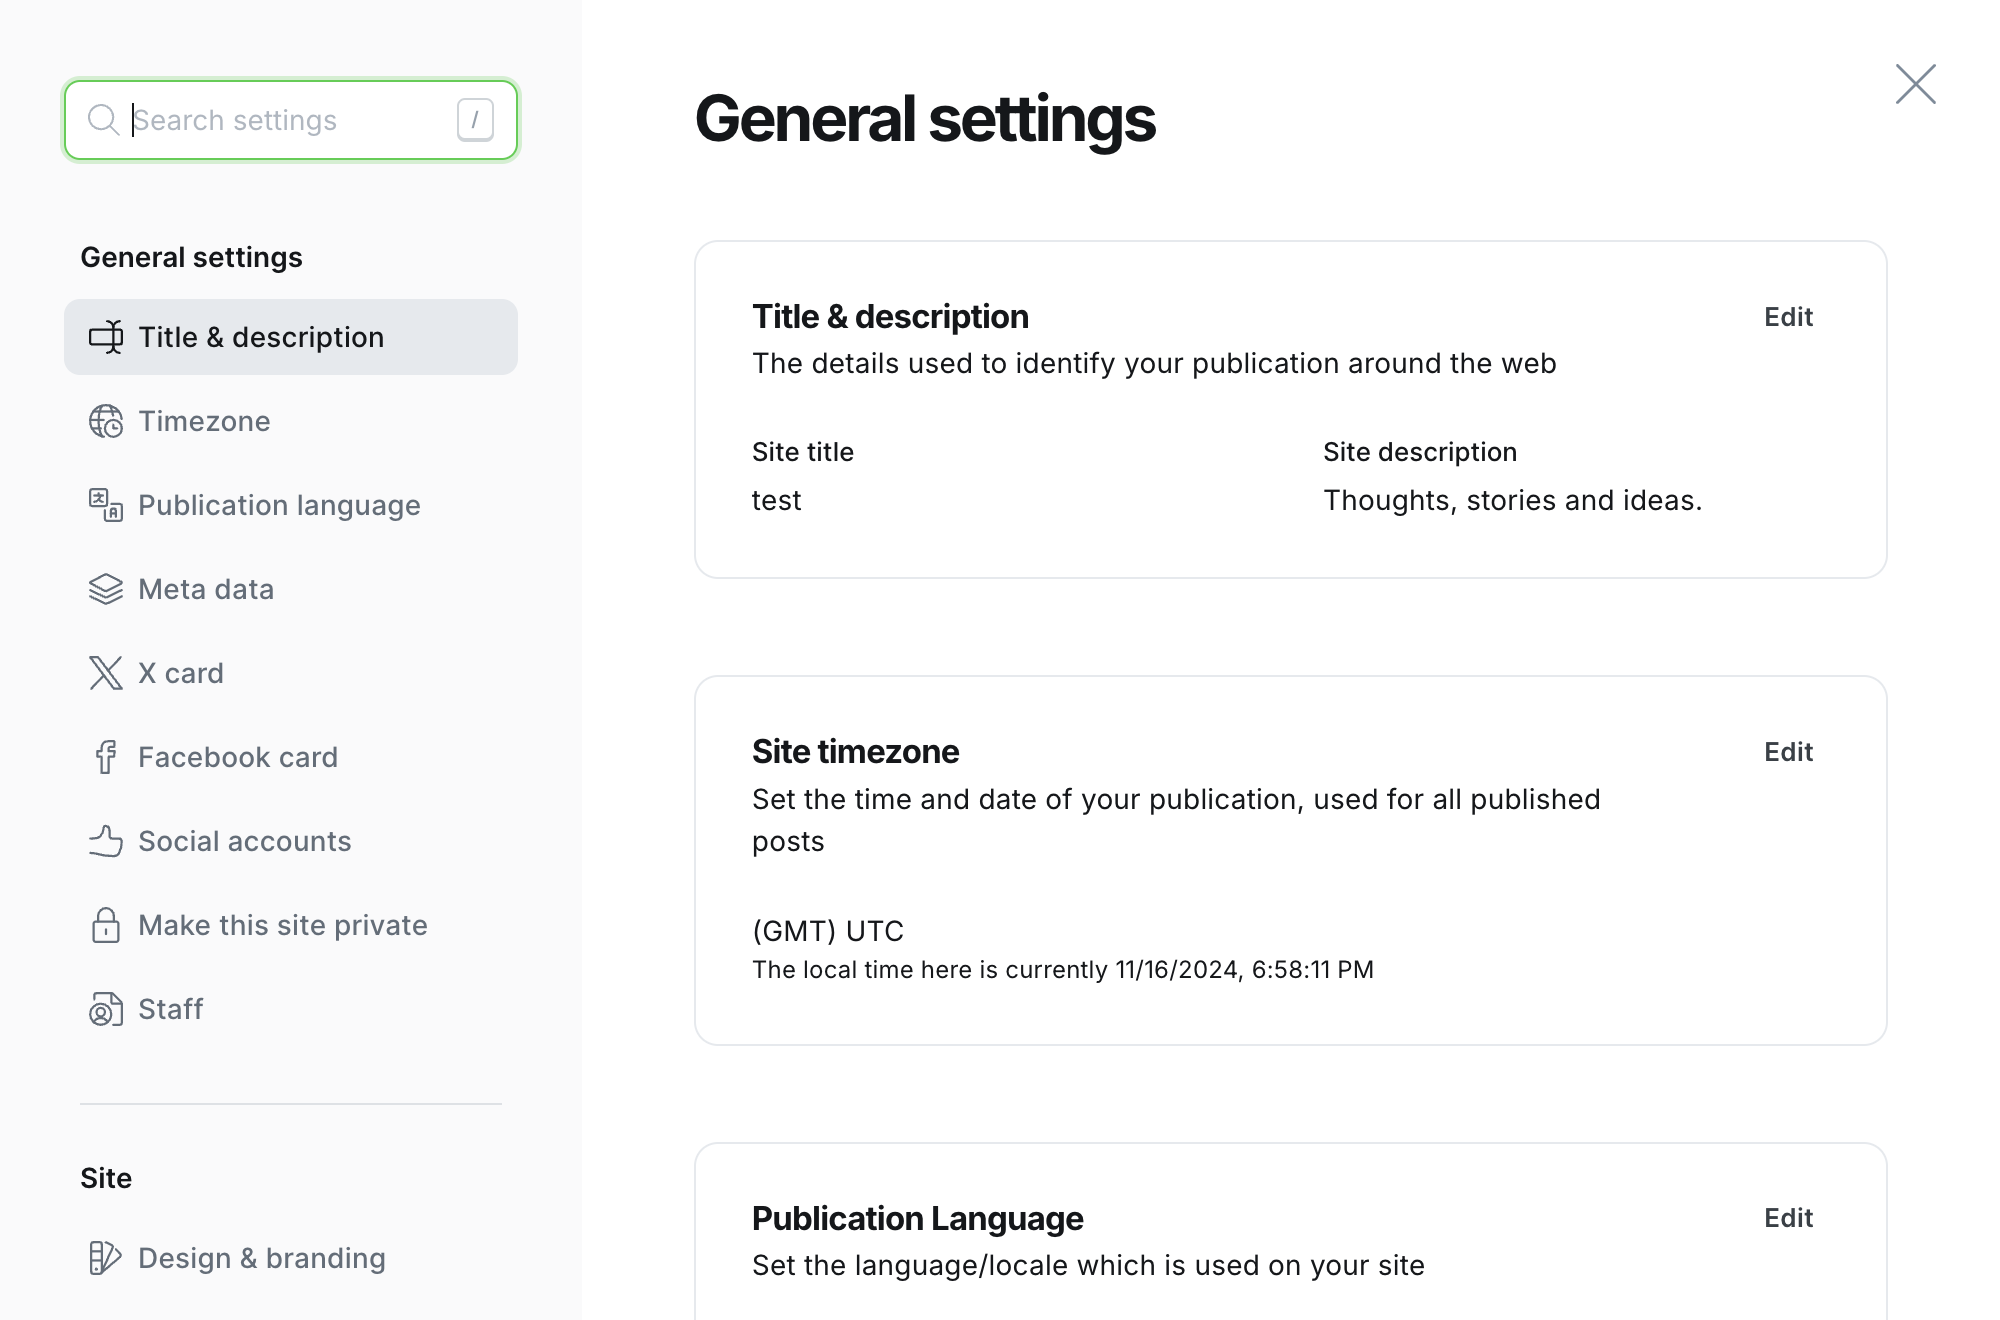 Search settings /
General settings
Title & description
Timezone
Publication language
Meta data
X card
Facebook card
Social accounts
Make this site private
Staff
Site
Design & branding
General settings
Title & description
Edit
The details used to identify your publication around the web
Site title
test
Site description
Thoughts, stories and ideas.
Site timezone
Edit
Set the time and date of your publication, used for all published
posts
(GMT) UTC
The local time here is currently 11/16/2024, 6:58:11 PM
Publication Language
Edit
Set the language/locale which is used on your site